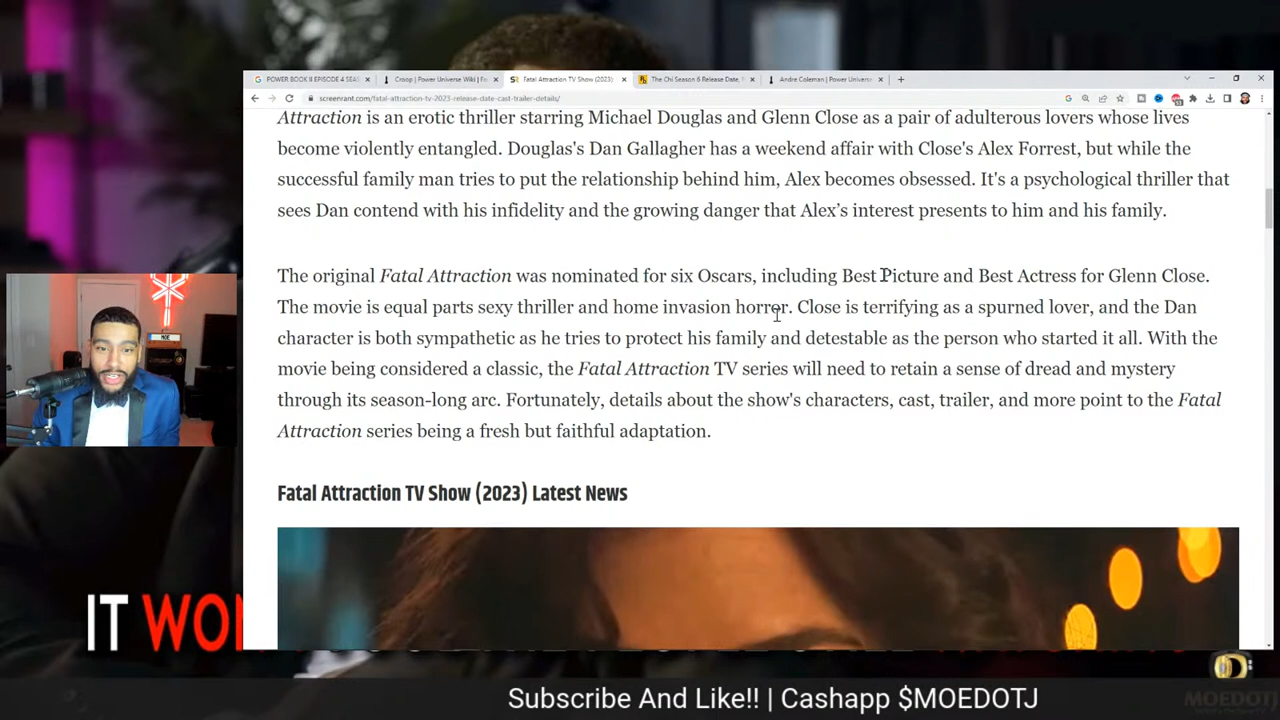 POWER BOOK II EPISODE 4 SEA
Croop | Power Universe Wiki | Fa
Fatal Attraction TV Show (2023)
The Chi Season 6 Release Date,
Andre Coleman | Power Universe
screenrant.com/fatal-attraction-tv-2023-release-date-cast-trailer-details/
Attraction is an erotic thriller starring Michael Douglas and Glenn Close as a pair of adulterous lovers whose lives
become violently entangled. Douglas's Dan Gallagher has a weekend affair with Close's Alex Forrest, but while the
successful family man tries to put the relationship behind him, Alex becomes obsessed. It's a psychological thriller that
sees Dan contend with his infidelity and the growing danger that Alex's interest presents to him and his family.
The original Fatal Attraction was nominated for six Oscars, including Best Picture and Best Actress for Glenn Close.
The movie is equal parts sexy thriller and home invasion horror. Close is terrifying as a spurned lover, and the Dan
character is both sympathetic as he tries to protect his family and detestable as the person who started it all. With the
movie being considered a classic, the Fatal Attraction TV series will need to retain a sense of dread and mystery
through its season-long arc. Fortunately, details about the show's characters, cast, trailer, and more point to the Fatal
Attraction series being a fresh but faithful adaptation.
Fatal Attraction TV Show (2023) Latest News
MOE
IT WON
Subscribe And Like!! | Cashapp $MOEDOTJ
MOEDOTJ